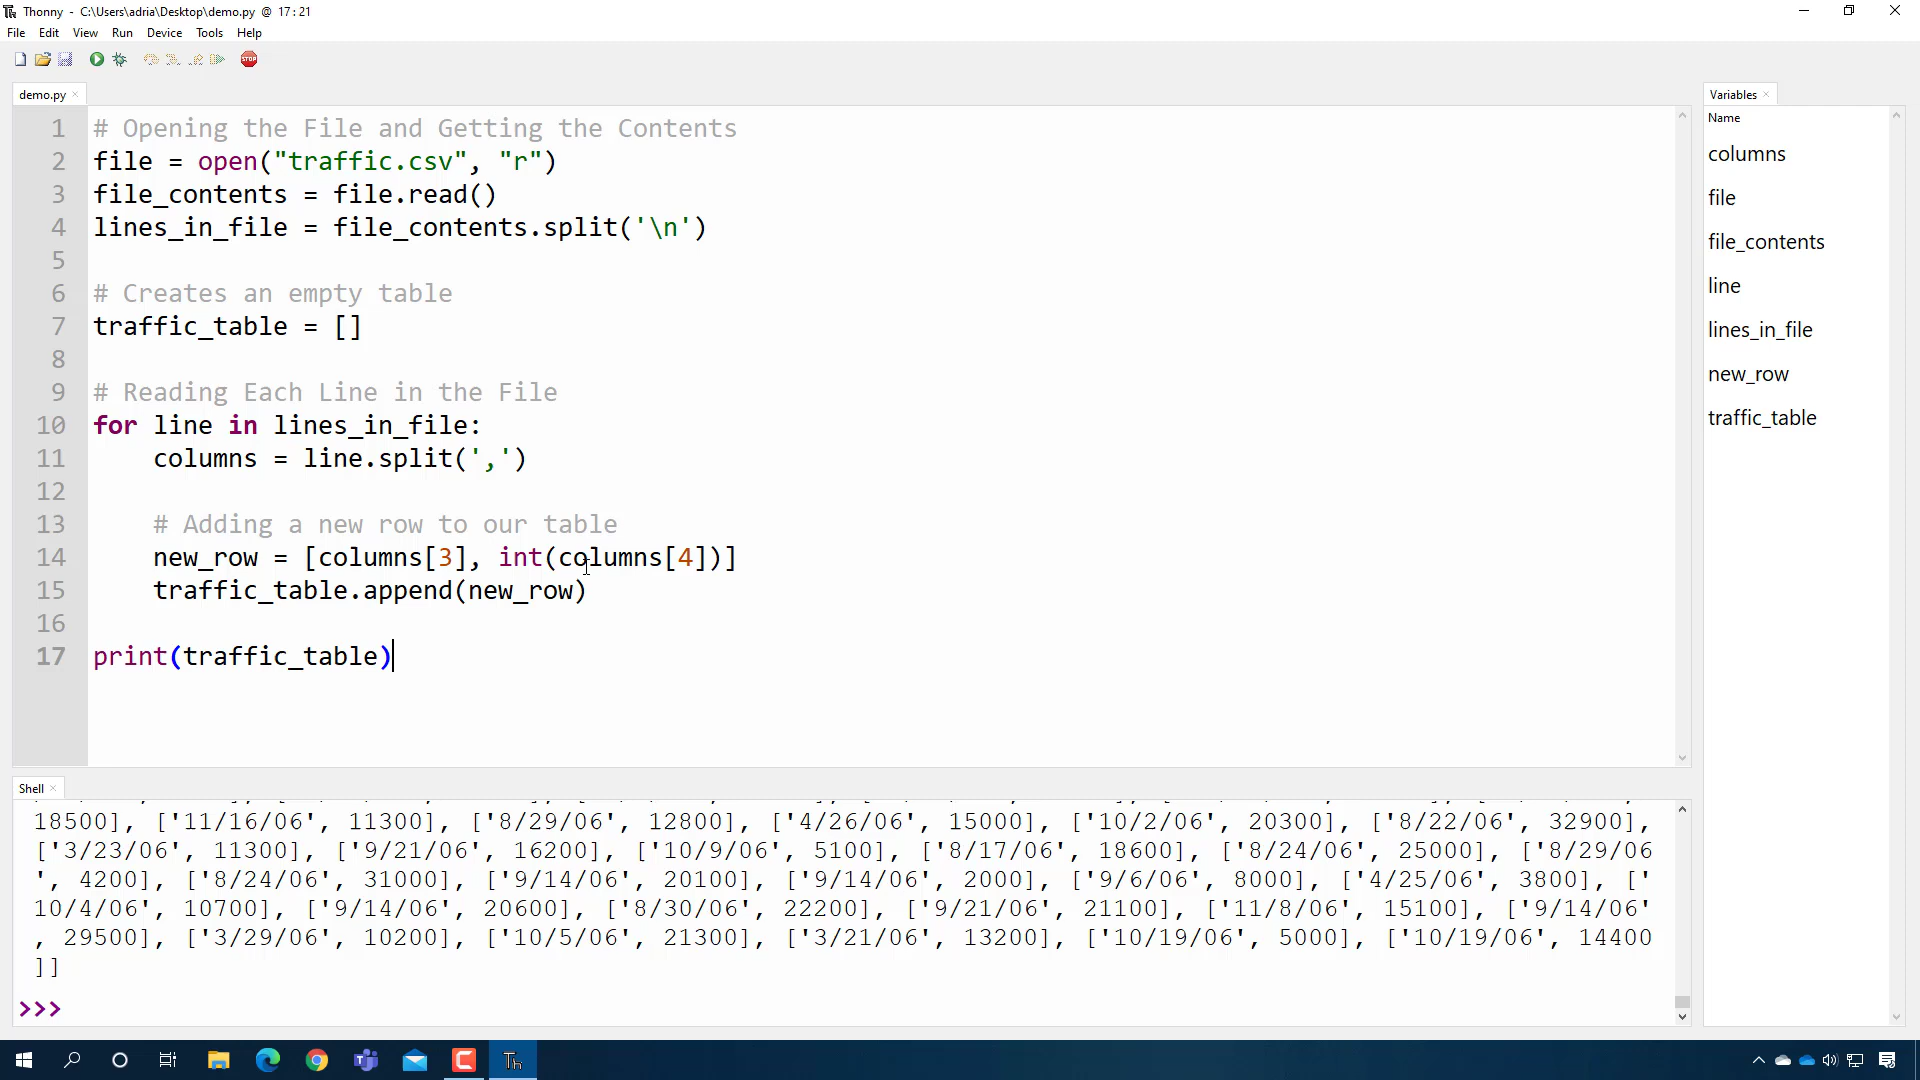 Thonny - C:\Users\adria\Desktop\demo.py @ 17 : 21
File Edit View Run Device Tools Help
STOP
demo.py
1 # Opening the File and Getting the Contents
2 file = open("traffic.csv", "r")
3 file_contents = file.read()
4 lines_in_file = file_contents.split('\n')
5
6 # Creates an empty table
7 traffic_table = []
8
9 # Reading Each Line in the File
10 for line in lines_in_file:
11 columns = line.split(',')
12
13 # Adding a new row to our table
14 new_row = [columns[3], int(columns[4])]
15 traffic_table.append(new_row)
16
17 print(traffic_table)
Variables
Name
columns
file
file_contents
line
lines_in_file
new_row
traffic_table
Shell
18500], ['11/16/06', 11300], ['8/29/06', 12800], ['4/26/06', 15000], ['10/2/06', 20300], ['8/22/06', 32900],
['3/23/06', 11300], ['9/21/06', 16200], ['10/9/06', 5100], ['8/17/06', 18600], ['8/24/06', 25000], ['8/29/06
', 4200], ['8/24/06', 31000], ['9/14/06', 20100], ['9/14/06', 2000], ['9/6/06', 8000], ['4/25/06', 3800], ['
10/4/06', 10700], ['9/14/06', 20600], ['8/30/06', 22200], ['9/21/06', 21100], ['11/8/06', 15100], ['9/14/06'
, 29500], ['3/29/06', 10200], ['10/5/06', 21300], ['3/21/06', 13200], ['10/19/06', 5000], ['10/19/06', 14400
]]
>>>